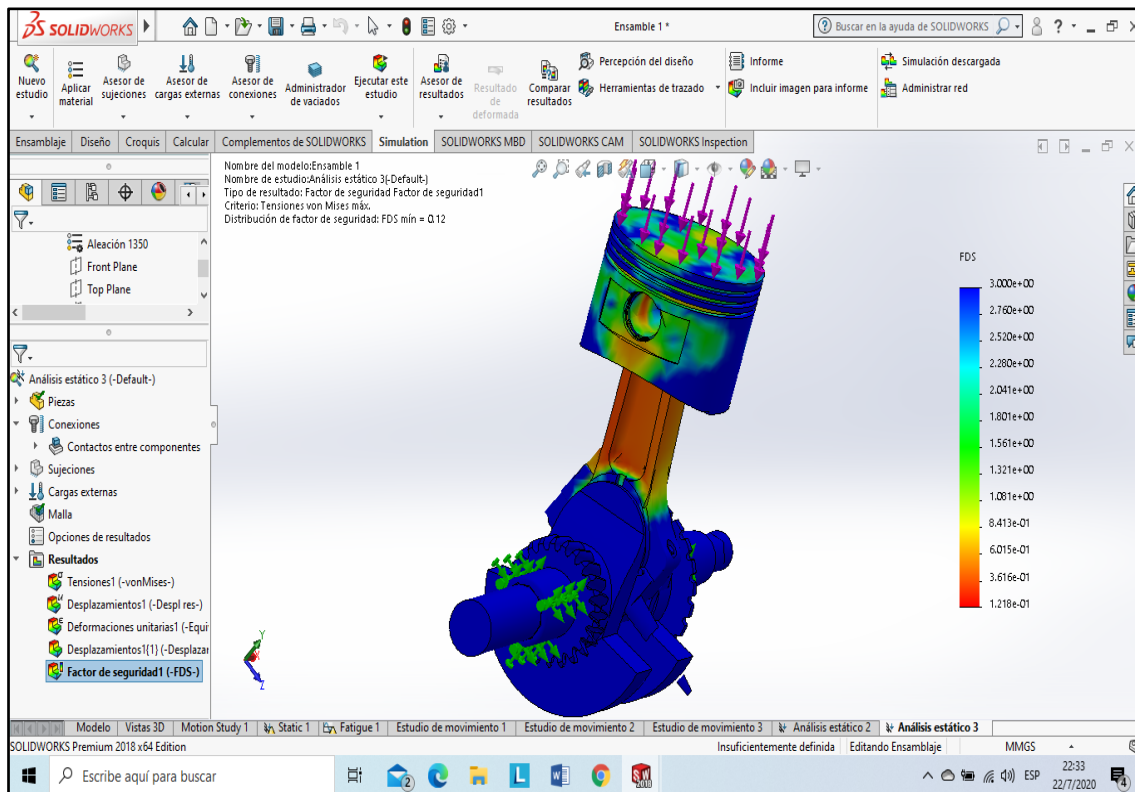 SOLIDWORKS
Ensamble 1 *
Buscar en la ayuda de SOLIDWORKS
?
Nuevo estudio
Aplicar material
Asesor de sujeciones
Asesor de cargas externas
Asesor de conexiones
Administrador de vaciados
Ejecutar este estudio
Asesor de resultados
Resultado de deformada
Comparar resultados
Percepción del diseño
Herramientas de trazado
Informe
Incluir imagen para informe
Simulación descargada
Administrar red
Ensamblaje
Diseño
Croquis
Calcular
Complementos de SOLIDWORKS
Simulation
SOLIDWORKS MBD
SOLIDWORKS CAM
SOLIDWORKS Inspection
Nombre del modelo:Ensamble 1
Nombre de estudio:Análisis estático 3(-Default-)
Tipo de resultado: Factor de seguridad Factor de seguridad1
Criterio: Tensiones von Mises máx.
Distribución de factor de seguridad: FDS mín = 0.12
Aleación 1350
Front Plane
Top Plane
Análisis estático 3 (-Default-)
Piezas
Conexiones
Contactos entre componentes
Sujeciones
Cargas externas
Malla
Opciones de resultados
Resultados
Tensiones1 (-vonMises-)
Desplazamientos1 (-Despl res-)
Deformaciones unitarias1 (-Equi
Desplazamientos1{1} (-Desplaza
Factor de seguridad1 (-FDS-)
FDS
3.000e+00
2.760e+00
2.520e+00
2.280e+00
2.041e+00
1.801e+00
1.561e+00
1.321e+00
1.081e+00
8.413e-01
6.015e-01
3.616e-01
1.218e-01
Y
X
Z
Modelo
Vistas 3D
Motion Study 1
Static 1
Fatigue 1
Estudio de movimiento 1
Estudio de movimiento 2
Estudio de movimiento 3
Análisis estático 2
Análisis estático 3
SOLIDWORKS Premium 2018 x64 Edition
Insuficientemente definida
Editando Ensamblaje
MMGS
Escribe aquí para buscar
2
L
W
SW
ESP
22:33
22/7/2020
4